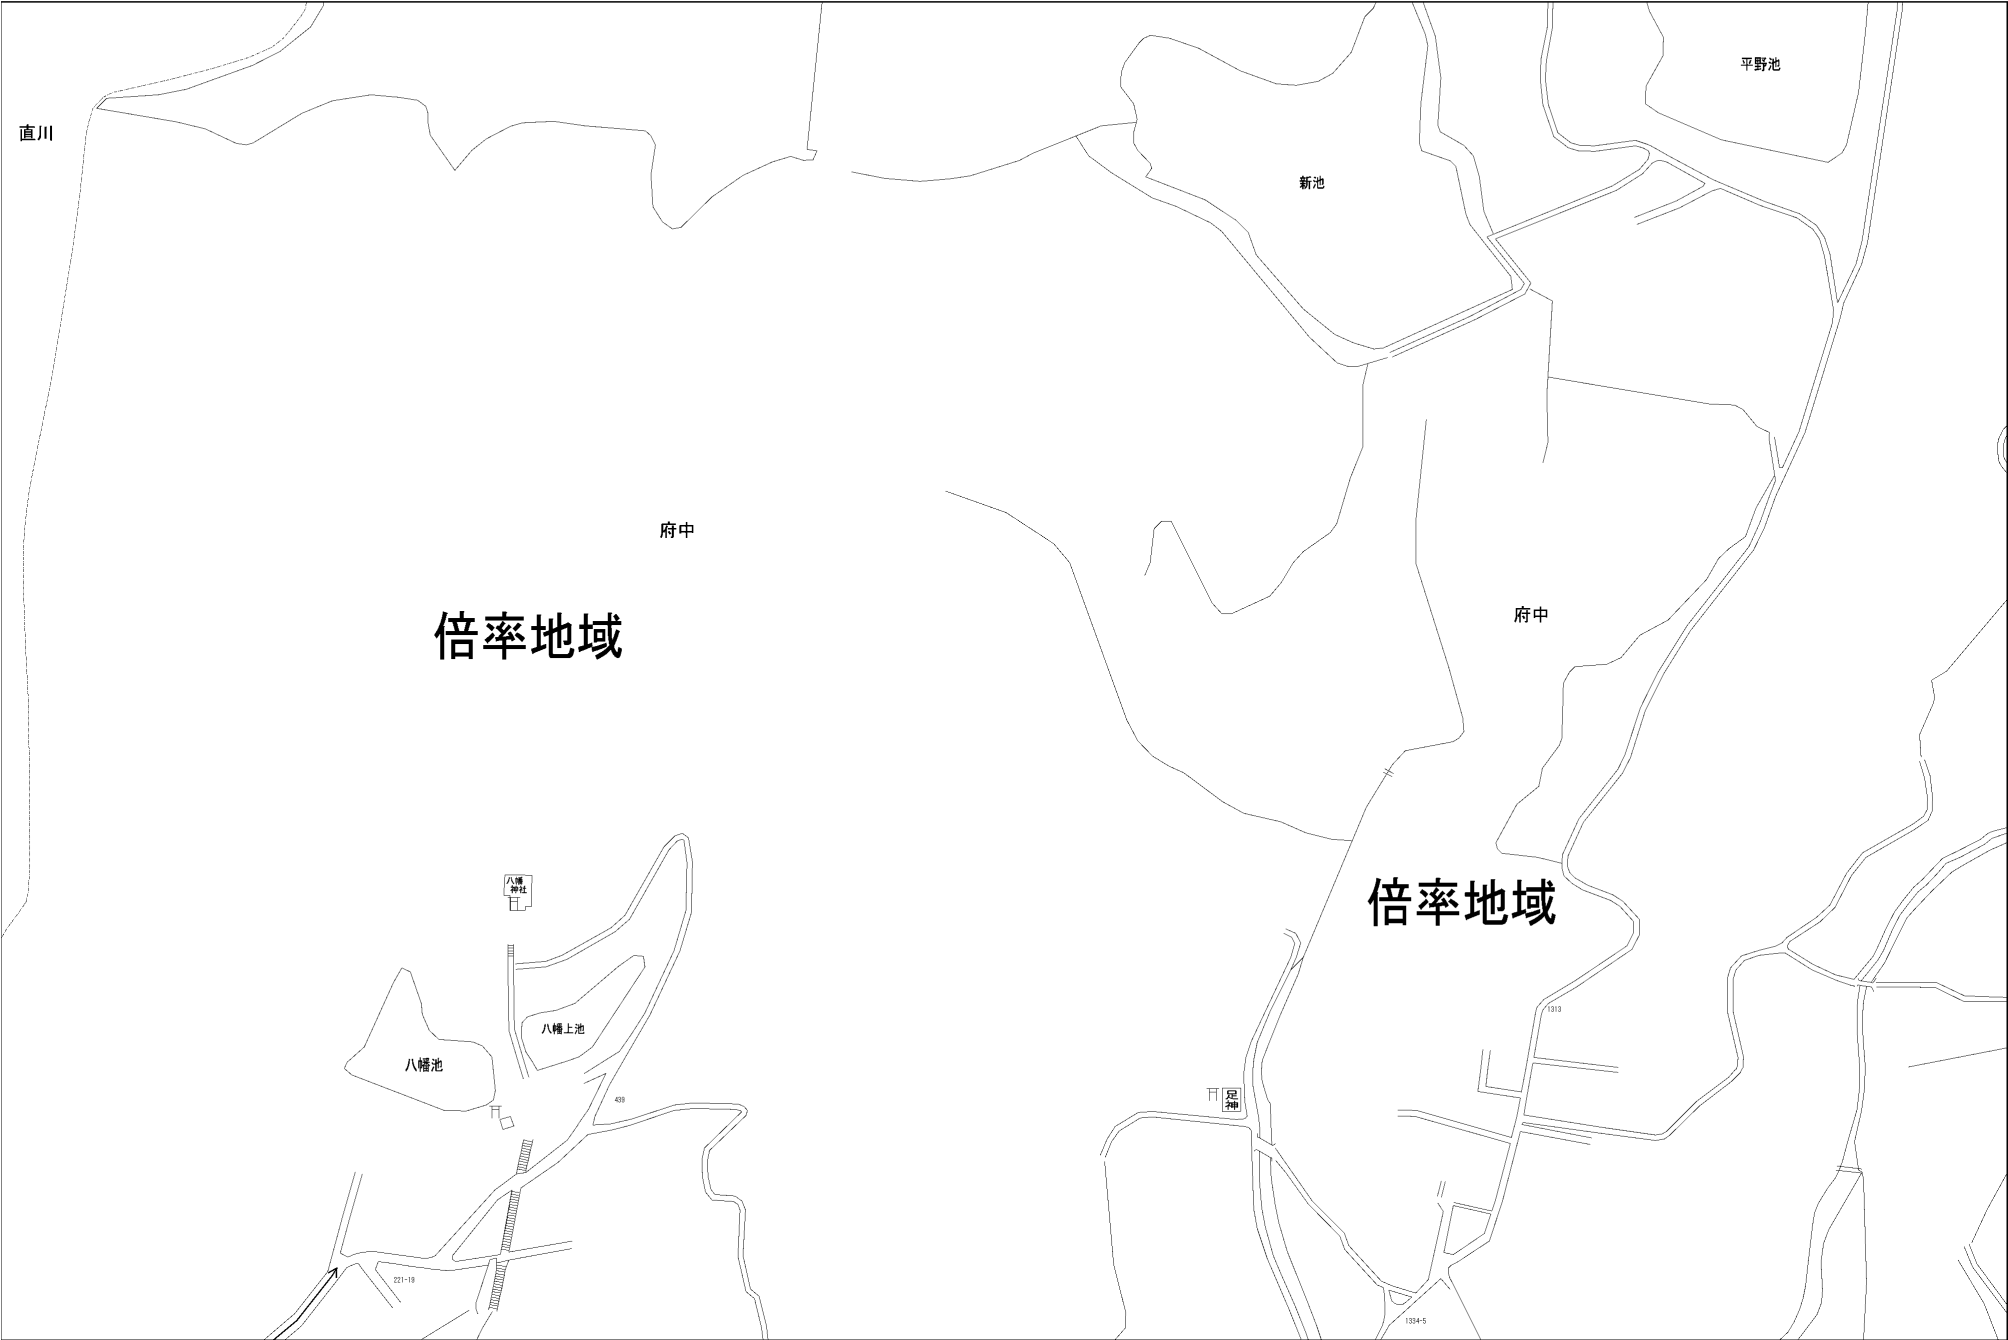 平野池
直川
新池
府中
府中
倍率地域
八幡
神社
倍率地域
1313
八幡上池
八幡池
439
足
神
221-19
1334-5